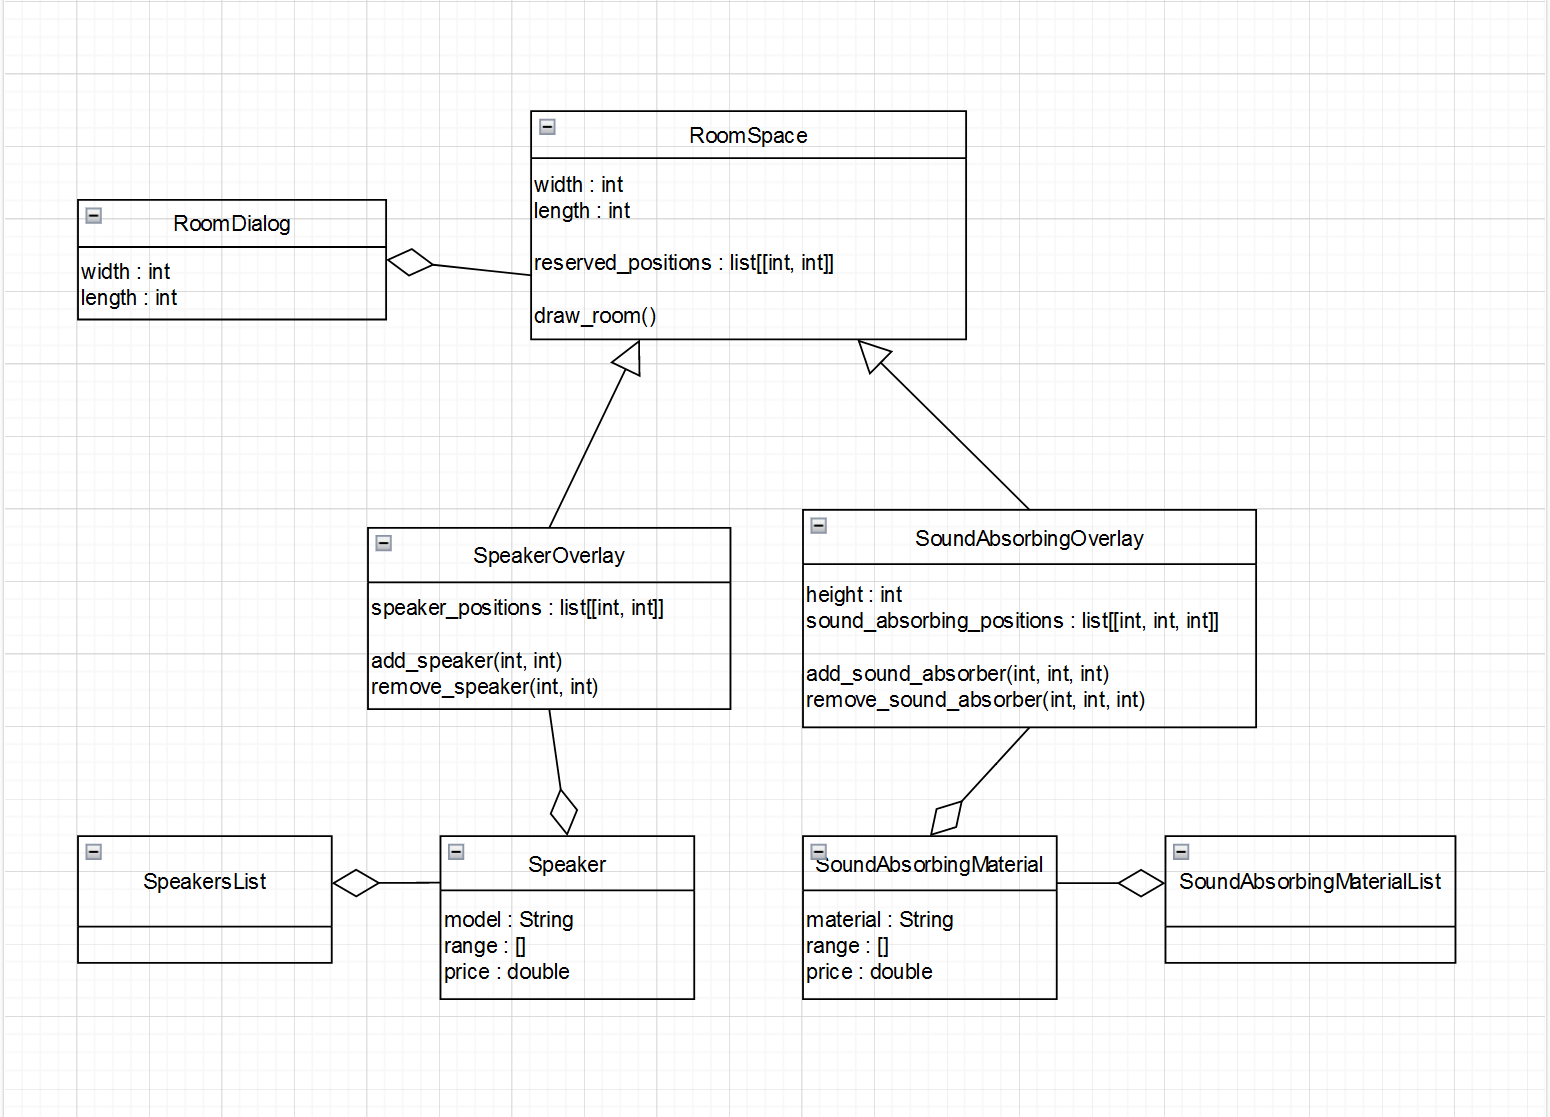 RoomSpace
width : int
length : int
reserved_positions : list[[int, int]]
draw_room()
RoomDialog
width : int
length : int
SpeakerOverlay
speaker_positions : list[[int, int]]
add_speaker(int, int)
remove_speaker(int, int)
SoundAbsorbingOverlay
height : int
sound_absorbing_positions : list[[int, int, int]]
add_sound_absorber(int, int, int)
remove_sound_absorber(int, int, int)
SpeakersList
Speaker
model : String
range : []
price : double
SoundAbsorbingMaterial
material : String
range : []
price : double
SoundAbsorbingMaterialList